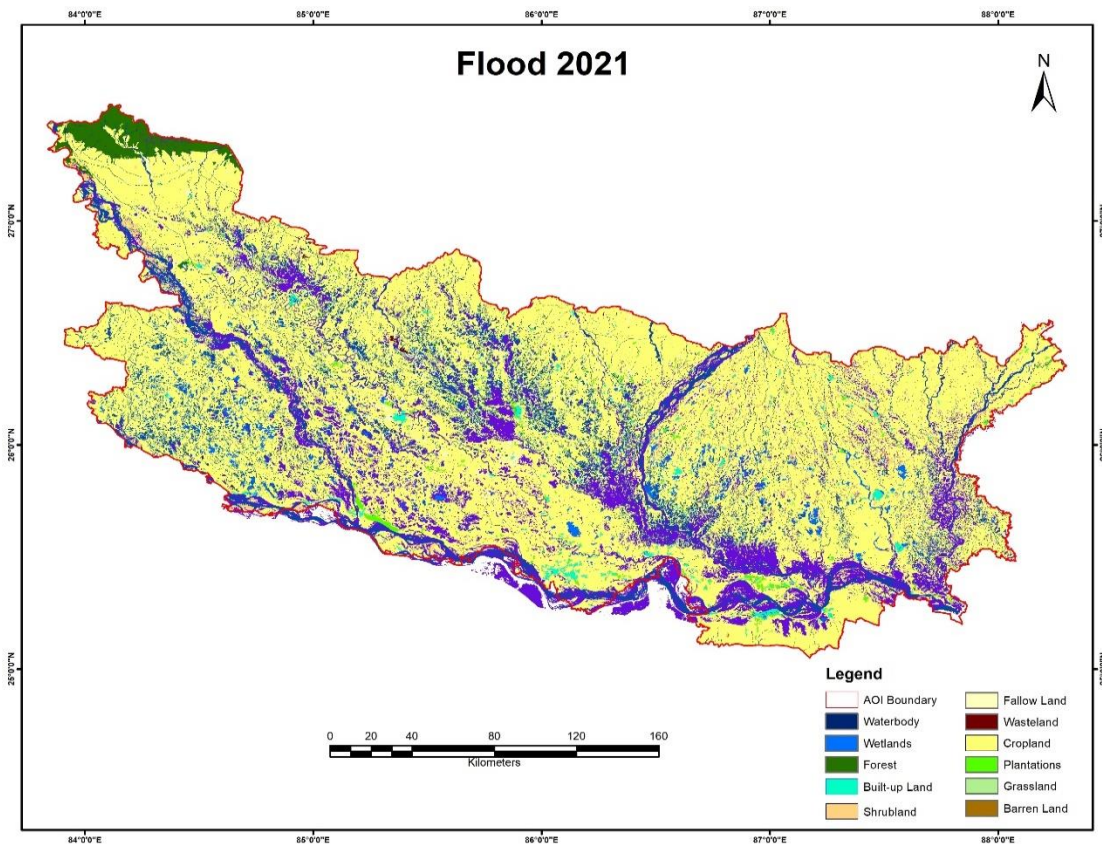 84°0'0"E 85°0'0"E 86°0'0"E 87°0'0"E 88°0'0"E
Flood 2021
N
27°0'0"N
26°0'0"N
25°0'0"N
Legend
AOI Boundary Fallow Land
Waterbody Wasteland
Wetlands Cropland
Forest Plantations
Built-up Land Grassland
Shrubland Barren Land
0 20 40 80 120 160
Kilometers
84°0'0"E 85°0'0"E 86°0'0"E 87°0'0"E 88°0'0"E